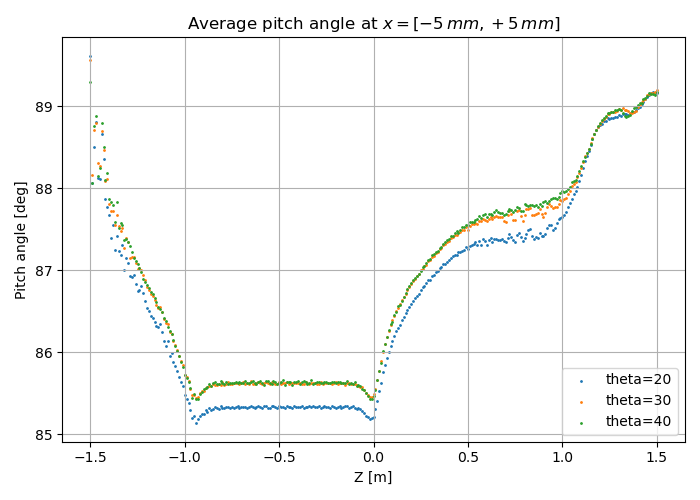 Average pitch angle at x = [−5 mm, +5 mm]
Pitch angle [deg]
89
88
87
86
85
−1.5 −1.0 −0.5 0.0 0.5 1.0 1.5
Z [m]
theta=20
theta=30
theta=40